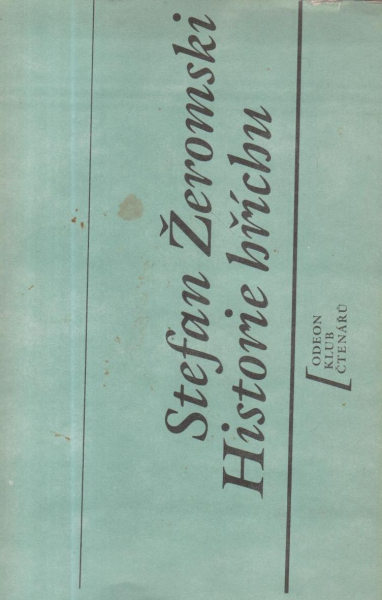 Stefan Žeromski
Historie hříchu
ODEON
KLUB
ČTENÁŘŮ